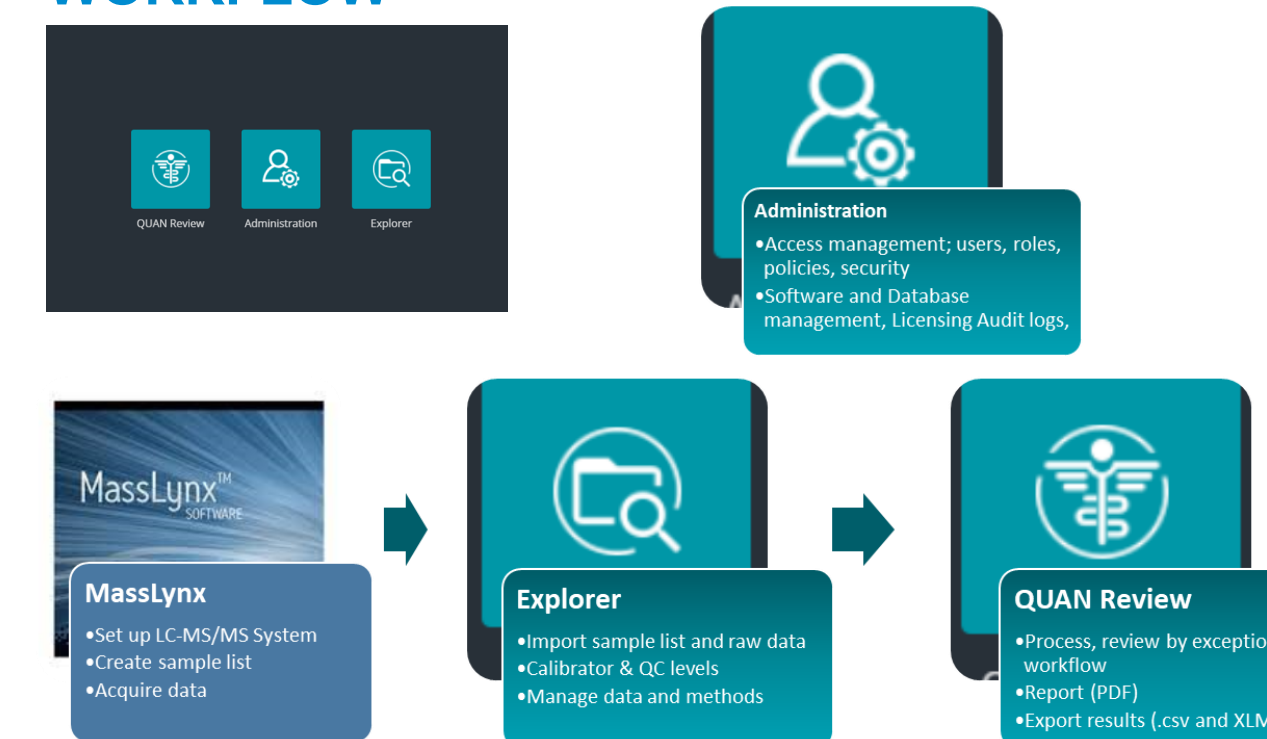 WORKFLOW
QUAN Review
Administration
Explorer
Administration
•Access management; users, roles,
policies, security
•Software and Database
management, Licensing Audit logs,
MassLynx™
SOFTWARE
MassLynx
•Set up LC-MS/MS System
•Create sample list
•Acquire data
Explorer
•Import sample list and raw data
•Calibrator & QC levels
•Manage data and methods
QUAN Review
•Process, review by exceptio
workflow
•Report (PDF)
•Export results (.csv and XLM